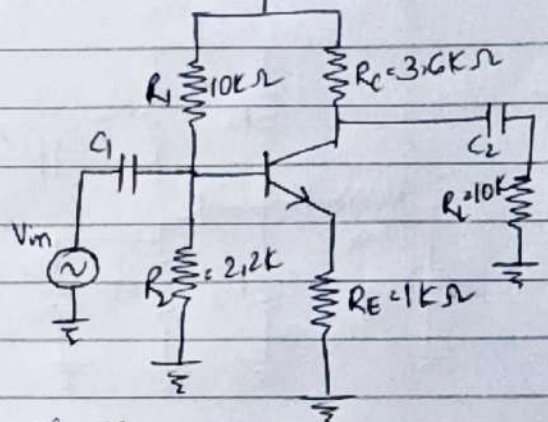 R1 10KΩ
RC=3.6KΩ
C1
C2
RL=10K
Vin
R2 = 2.2K
RE=1KΩ